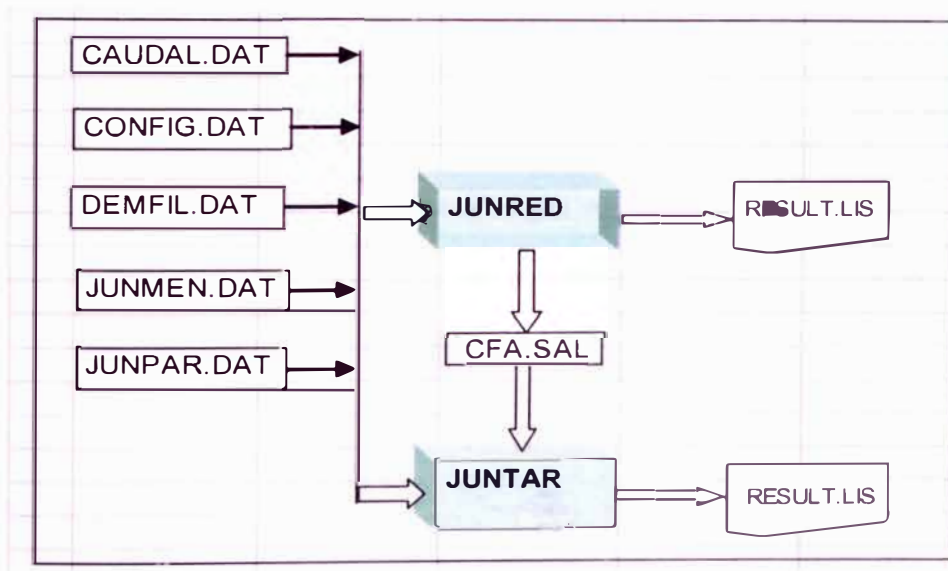 CAUDAL.DAT
CONFIG.DAT
DEMFIL.DAT
JUNMEN.DAT
JUNPAR.DAT
JUNRED
CFA.SAL
JUNTAR
RESULT.LIS